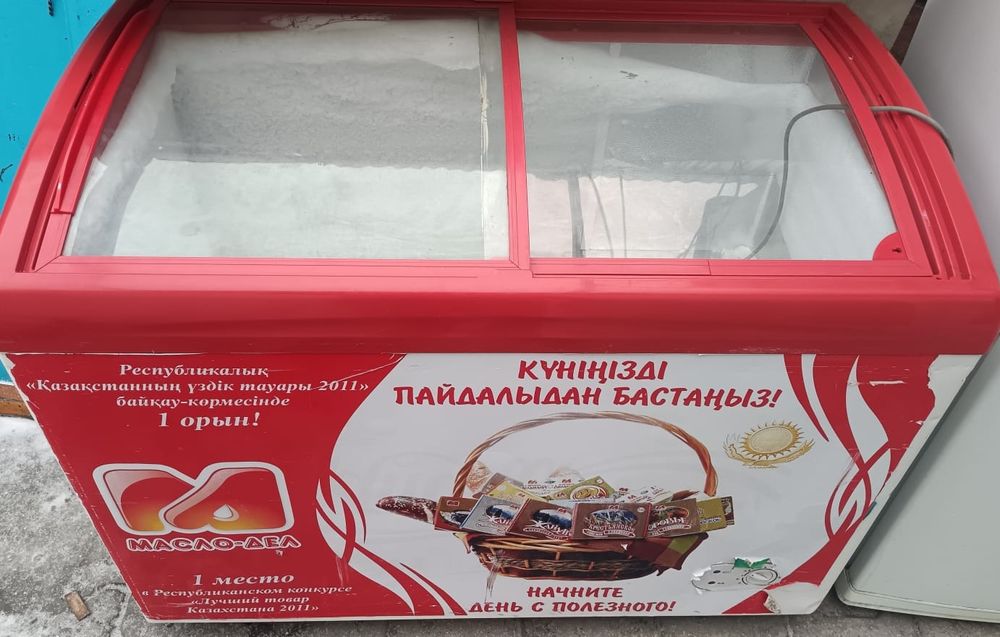 Республикалық
«Қазақстанның үздік тауары 2011»
байқау-көрмесінде
1 орын!
МАСЛО-ДЕЛ
1 место
в Республиканском конкурсе
«Лучший товар
Казахстана 2011»
КҮНІҢІЗДІ
ПАЙДАЛЫДАН БАСТАҢЫЗ!
КРЕСТЬЯНСКОЕ
НАЧНИТЕ
ДЕНЬ С ПОЛЕЗНОГО!